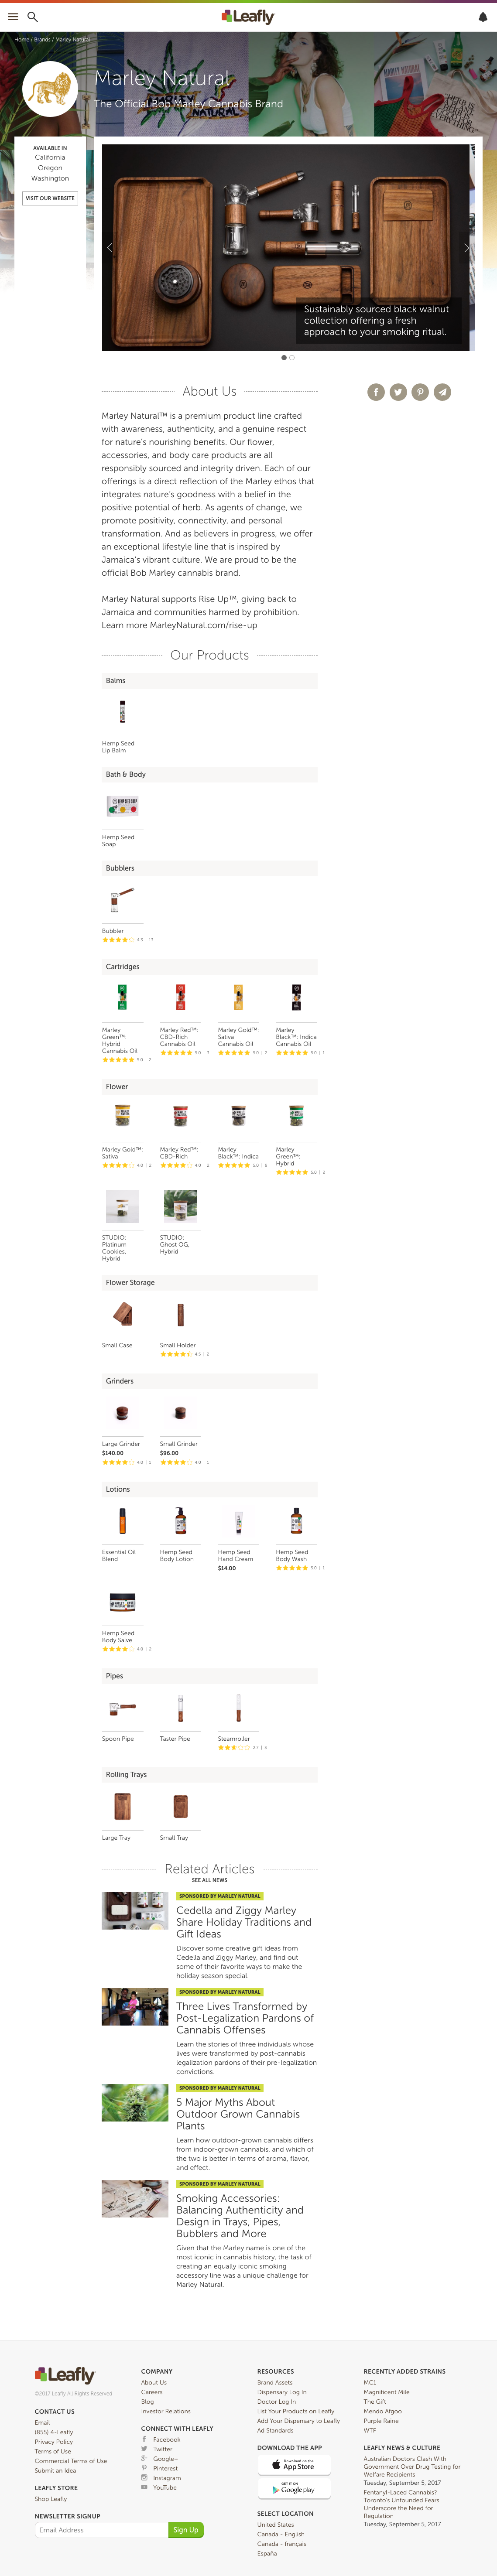 Leafly
Home / Brands / Marley Natural
Marley Natural
The Official Bob Marley Cannabis Brand
AVAILABLE IN
California
Oregon
Washington
VISIT OUR WEBSITE
Sustainably sourced black walnut
collection offering a fresh
approach to your smoking ritual.
About Us
Marley Natural™ is a premium product line crafted
with awareness, authenticity, and a genuine respect
for nature's nourishing benefits. Our flower,
accessories, and body care products are all
responsibly sourced and integrity driven. Each of our
offerings is a direct reflection of the Marley ethos that
integrates nature's goodness with a belief in the
positive potential of herb. As agents of change, we
promote positivity, connectivity, and personal
transformation. And as believers in progress, we offer
an exceptional lifestyle line that is inspired by
Jamaica's vibrant culture. We are proud to be the
official Bob Marley cannabis brand.
Marley Natural supports Rise Up™, giving back to
Jamaica and communities harmed by prohibition.
Learn more MarleyNatural.com/rise-up
Our Products
Balms
Hemp Seed
Lip Balm
Bath & Body
Hemp Seed
Soap
Bubblers
Bubbler
4.3 | 13
Cartridges
Marley
Green™:
Hybrid
Cannabis Oil
5.0 | 2
Marley Red™:
CBD-Rich
Cannabis Oil
5.0 | 3
Marley Gold™:
Sativa
Cannabis Oil
5.0 | 2
Marley
Black™: Indica
Cannabis Oil
5.0 | 1
Flower
Marley Gold™:
Sativa
4.0 | 2
Marley Red™:
CBD-Rich
4.0 | 2
Marley
Black™: Indica
5.0 | 6
Marley
Green™:
Hybrid
5.0 | 2
STUDIO:
Platinum
Cookies,
Hybrid
STUDIO:
Ghost OG,
Hybrid
Flower Storage
Small Case
Small Holder
4.5 | 2
Grinders
Large Grinder
$140.00
4.0 | 1
Small Grinder
$96.00
4.0 | 1
Lotions
Essential Oil
Blend
Hemp Seed
Body Lotion
Hemp Seed
Hand Cream
$14.00
Hemp Seed
Body Wash
5.0 | 1
Hemp Seed
Body Salve
4.0 | 2
Pipes
Spoon Pipe
Taster Pipe
Steamroller
2.7 | 3
Rolling Trays
Large Tray
Small Tray
Related Articles
SEE ALL NEWS
SPONSORED BY MARLEY NATURAL
Cedella and Ziggy Marley
Share Holiday Traditions and
Gift Ideas
Discover some creative gift ideas from
Cedella and Ziggy Marley, and find out
some of their favorite ways to make the
holiday season special.
SPONSORED BY MARLEY NATURAL
Three Lives Transformed by
Post-Legalization Pardons of
Cannabis Offenses
Learn the stories of three individuals whose
lives were transformed by post-cannabis
legalization pardons of their pre-legalization
convictions.
SPONSORED BY MARLEY NATURAL
5 Major Myths About
Outdoor Grown Cannabis
Plants
Learn how outdoor-grown cannabis differs
from indoor-grown cannabis, and which of
the two is better in terms of aroma, flavor,
and effect.
SPONSORED BY MARLEY NATURAL
Smoking Accessories:
Balancing Authenticity and
Design in Trays, Pipes,
Bubblers and More
Given that the Marley name is one of the
most iconic in cannabis history, the task of
creating an equally iconic smoking
accessory line was a unique challenge for
Marley Natural.
Leafly
©2017 Leafly All Rights Reserved
CONTACT US
Email
(855) 4-Leafly
Privacy Policy
Terms of Use
Commercial Terms of Use
Submit an Idea
LEAFLY STORE
Shop Leafly
NEWSLETTER SIGNUP
Email Address
Sign Up
COMPANY
About Us
Careers
Blog
Investor Relations
CONNECT WITH LEAFLY
Facebook
Twitter
Google+
Pinterest
Instagram
YouTube
RESOURCES
Brand Assets
Dispensary Log In
Doctor Log In
List Your Products on Leafly
Add Your Dispensary to Leafly
Ad Standards
DOWNLOAD THE APP
Download on the
App Store
GET IT ON
Google play
SELECT LOCATION
United States
Canada - English
Canada - français
España
RECENTLY ADDED STRAINS
MC1
Magnificent Mile
The Gift
Mendo Afgoo
Purple Raine
WTF
LEAFLY NEWS & CULTURE
Australian Doctors Clash With
Government Over Drug Testing for
Welfare Recipients
Tuesday, September 5, 2017
Fentanyl-Laced Cannabis?
Toronto's Unfounded Fears
Underscore the Need for
Regulation
Tuesday, September 5, 2017